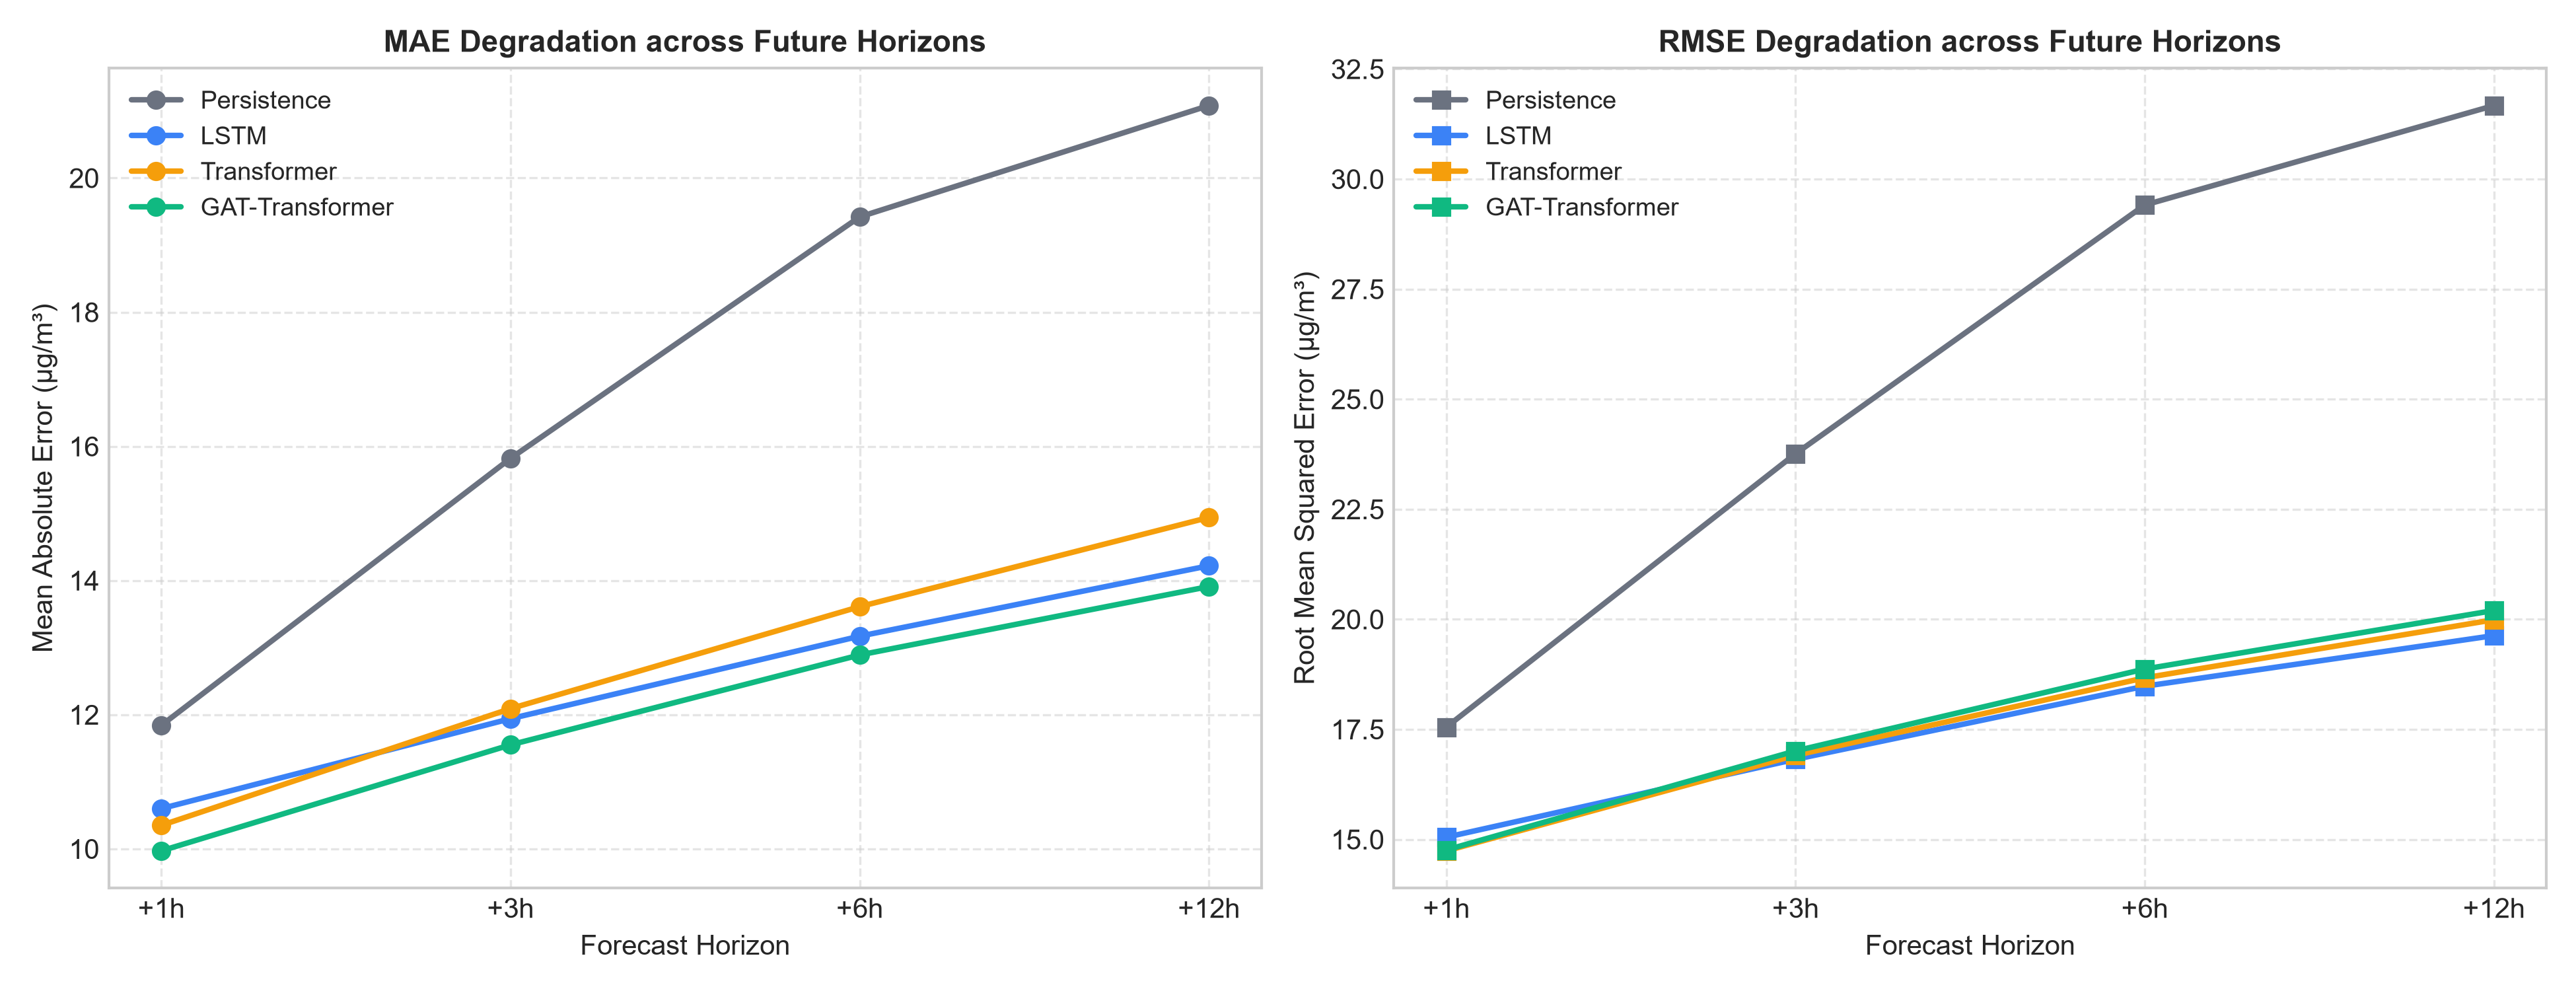 MAE Degradation across Future Horizons
Persistence
LSTM
Transformer
GAT-Transformer
Mean Absolute Error (µg/m³)
20
18
16
14
12
10
+1h
+3h
+6h
+12h
Forecast Horizon
RMSE Degradation across Future Horizons
Persistence
LSTM
Transformer
GAT-Transformer
Root Mean Squared Error (µg/m³)
32.5
30.0
27.5
25.0
22.5
20.0
17.5
15.0
+1h
+3h
+6h
+12h
Forecast Horizon